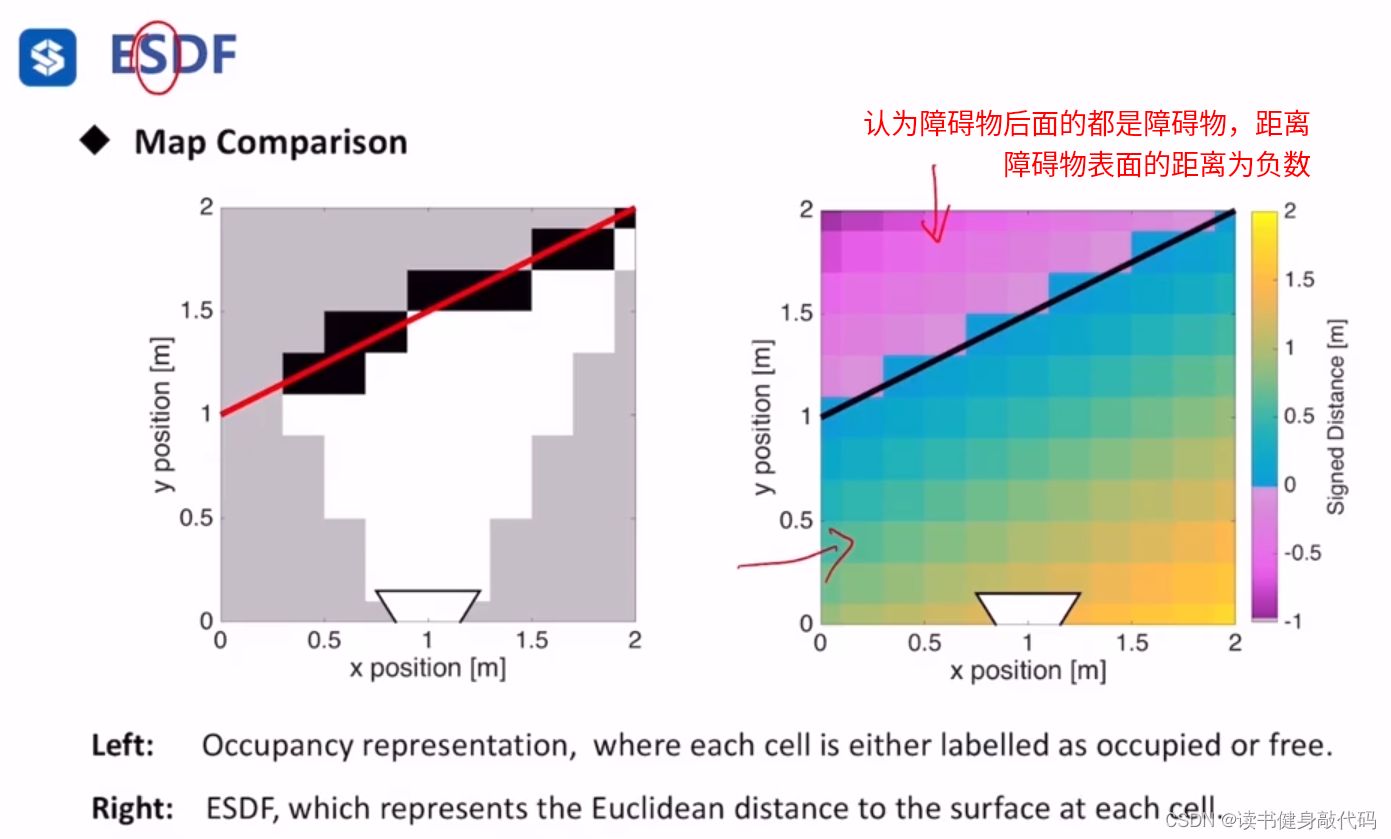 ESDF
◆ Map Comparison
认为障碍物后面的都是障碍物，距离
障碍物表面的距离为负数
2
1.5
1
0.5
0
0 0.5 1 1.5 2
y position [m]
x position [m]
2
1.5
1
0.5
0
0 0.5 1 1.5 2
y position [m]
x position [m]
2
1.5
1
0.5
0
-0.5
-1
Signed Distance [m]
Left: Occupancy representation, where each cell is either labelled as occupied or free.
Right: ESDF, which represents the Euclidean distance to the surface at each cell.
CSDN @读书健身敲代码